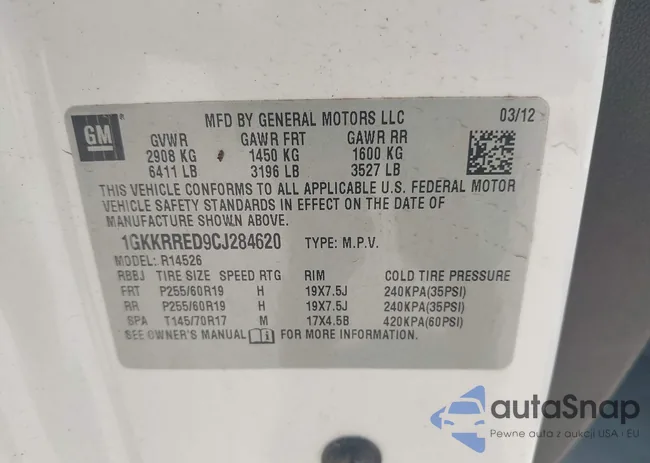 GM
MFD BY GENERAL MOTORS LLC 03/12
GVWR GAWR FRT GAWR RR
2908 KG 1450 KG 1600 KG
6411 LB 3196 LB 3527 LB
THIS VEHICLE CONFORMS TO ALL APPLICABLE U.S. FEDERAL MOTOR
VEHICLE SAFETY STANDARDS IN EFFECT ON THE DATE OF
MANUFACTURE SHOWN ABOVE.
1GKKRRED9CJ284620 TYPE: M.P.V.
MODEL: R14526
RBBJ TIRE SIZE SPEED RTG RIM COLD TIRE PRESSURE
FRT P255/60R19 H 19X7.5J 240KPA(35PSI)
RR P255/60R19 H 19X7.5J 240KPA(35PSI)
SPA T145/70R17 M 17X4.5B 420KPA(60PSI)
SEE OWNER'S MANUAL FOR MORE INFORMATION.
autoSnap
Pewne auto z aukcji USA i EU